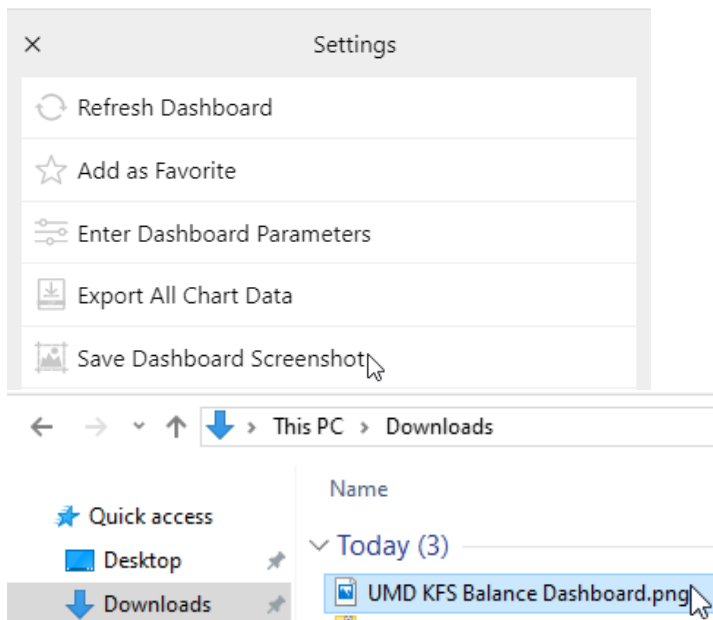 Settings
Refresh Dashboard
Add as Favorite
Enter Dashboard Parameters
Export All Chart Data
Save Dashboard Screenshot
This PC > Downloads
Name
Quick access
Today (3)
Desktop
UMD KFS Balance Dashboard.png
Downloads